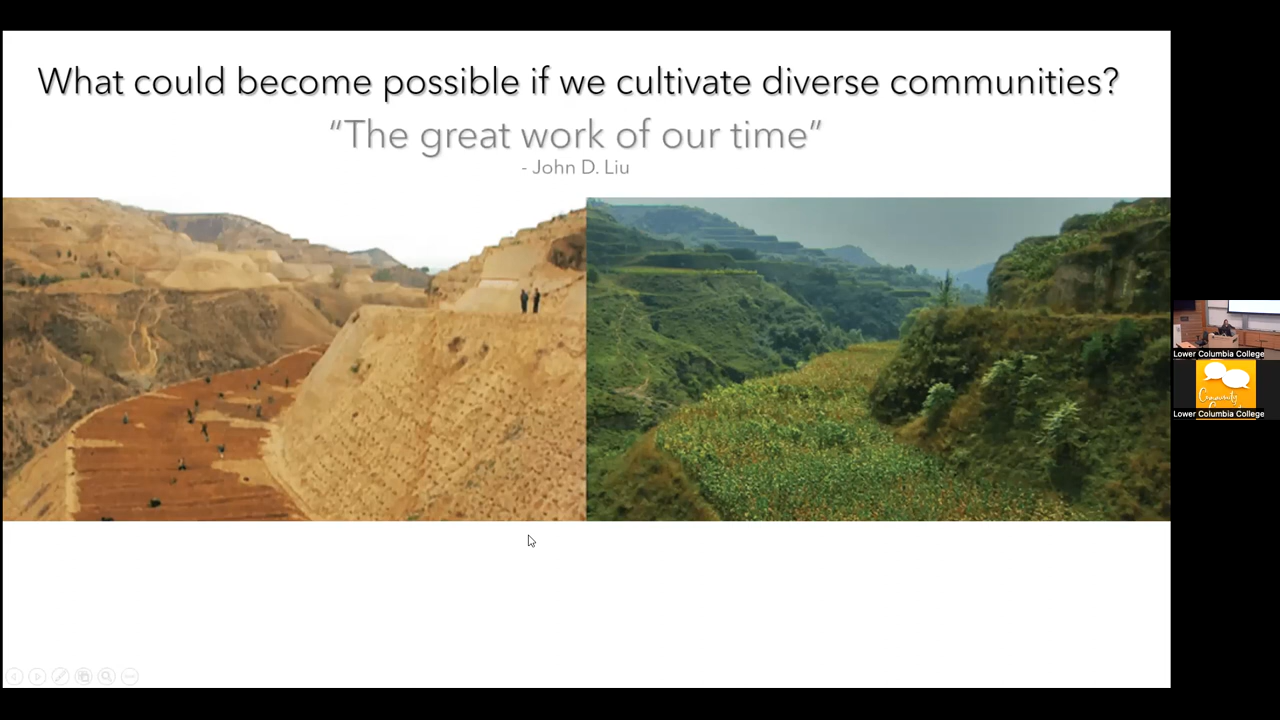 What could become possible if we cultivate diverse communities?
“The great work of our time”
- John D. Liu
Lower Columbia College
Community
Lower Columbia College